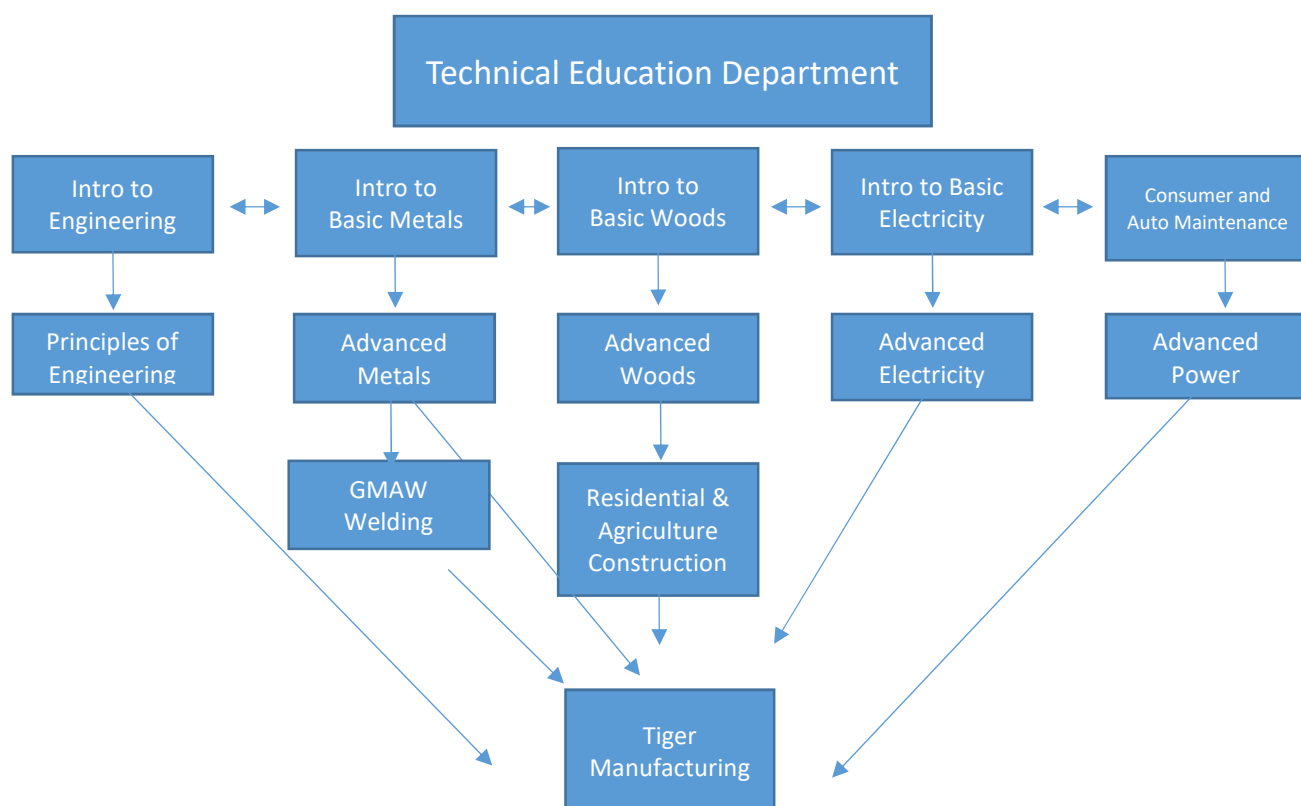 Technical Education Department
Intro to
Engineering
Intro to
Basic Metals
Intro to
Basic Woods
Intro to Basic
Electricity
Consumer and
Auto Maintenance
Principles of
Engineering
Advanced
Metals
Advanced
Woods
Advanced
Electricity
Advanced
Power
GMAW
Welding
Residential &
Agriculture
Construction
Tiger
Manufacturing